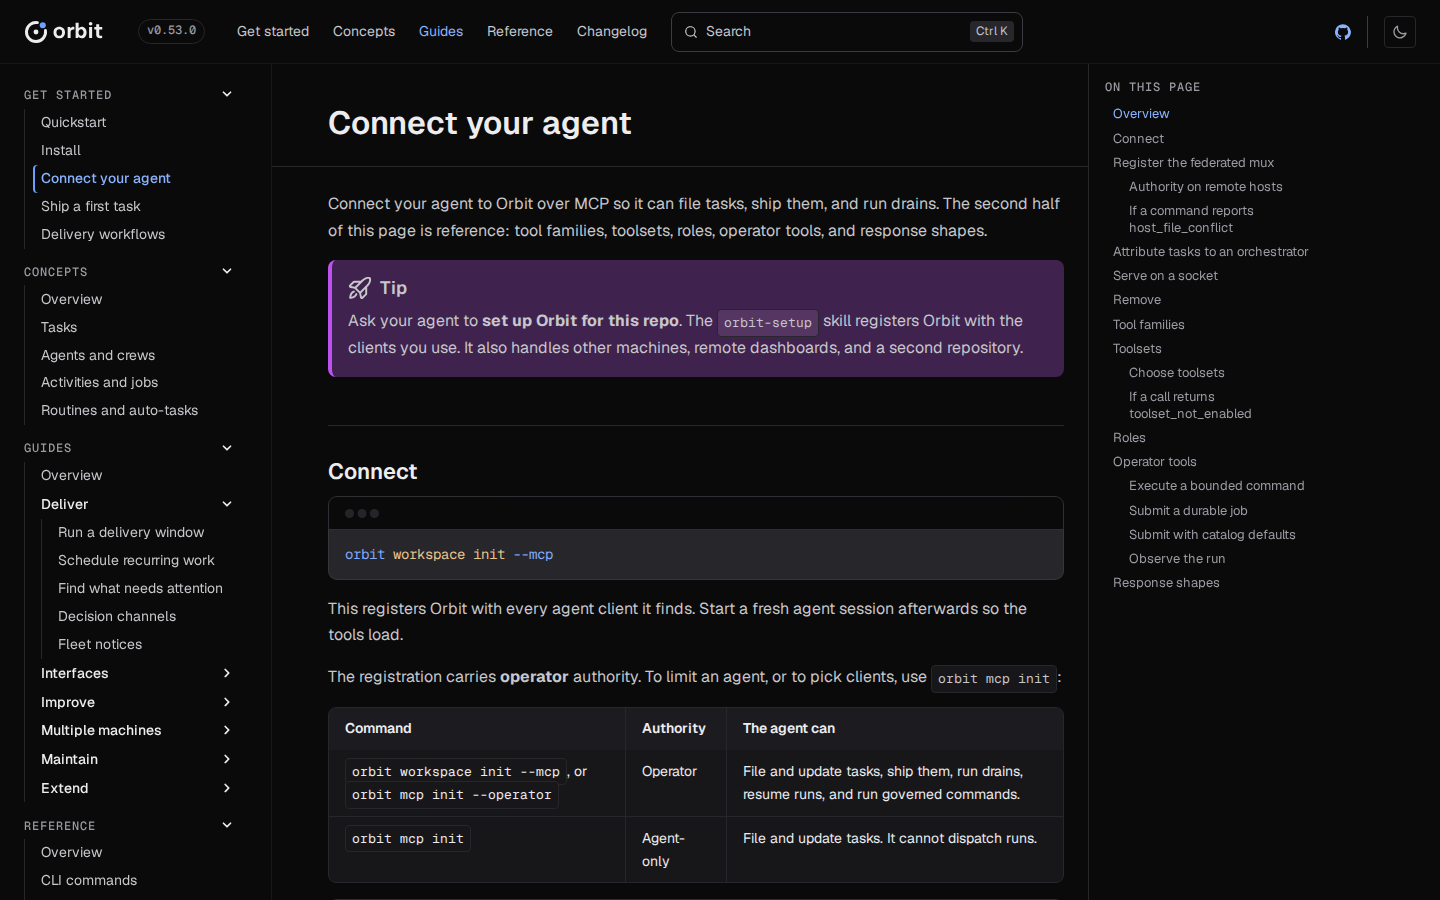 orbit
v0.53.0
Get started
Concepts
Guides
Reference
Changelog
Search
Ctrl K
GET STARTED
Quickstart
Install
Connect your agent
Ship a first task
Delivery workflows
CONCEPTS
Overview
Tasks
Agents and crews
Activities and jobs
Routines and auto-tasks
GUIDES
Overview
Deliver
Run a delivery window
Schedule recurring work
Find what needs attention
Decision channels
Fleet notices
Interfaces
Improve
Multiple machines
Maintain
Extend
REFERENCE
Overview
CLI commands
Connect your agent
Connect your agent to Orbit over MCP so it can file tasks, ship them, and run drains. The second half
of this page is reference: tool families, toolsets, roles, operator tools, and response shapes.
Tip
Ask your agent to set up Orbit for this repo. The orbit-setup skill registers Orbit with the
clients you use. It also handles other machines, remote dashboards, and a second repository.
Connect
orbit workspace init --mcp
This registers Orbit with every agent client it finds. Start a fresh agent session afterwards so the
tools load.
The registration carries operator authority. To limit an agent, or to pick clients, use orbit mcp init:
Command
Authority
The agent can
orbit workspace init --mcp, or
orbit mcp init --operator
Operator
File and update tasks, ship them, run drains,
resume runs, and run governed commands.
orbit mcp init
Agent-
only
File and update tasks. It cannot dispatch runs.
ON THIS PAGE
Overview
Connect
Register the federated mux
Authority on remote hosts
If a command reports
host_file_conflict
Attribute tasks to an orchestrator
Serve on a socket
Remove
Tool families
Toolsets
Choose toolsets
If a call returns
toolset_not_enabled
Roles
Operator tools
Execute a bounded command
Submit a durable job
Submit with catalog defaults
Observe the run
Response shapes